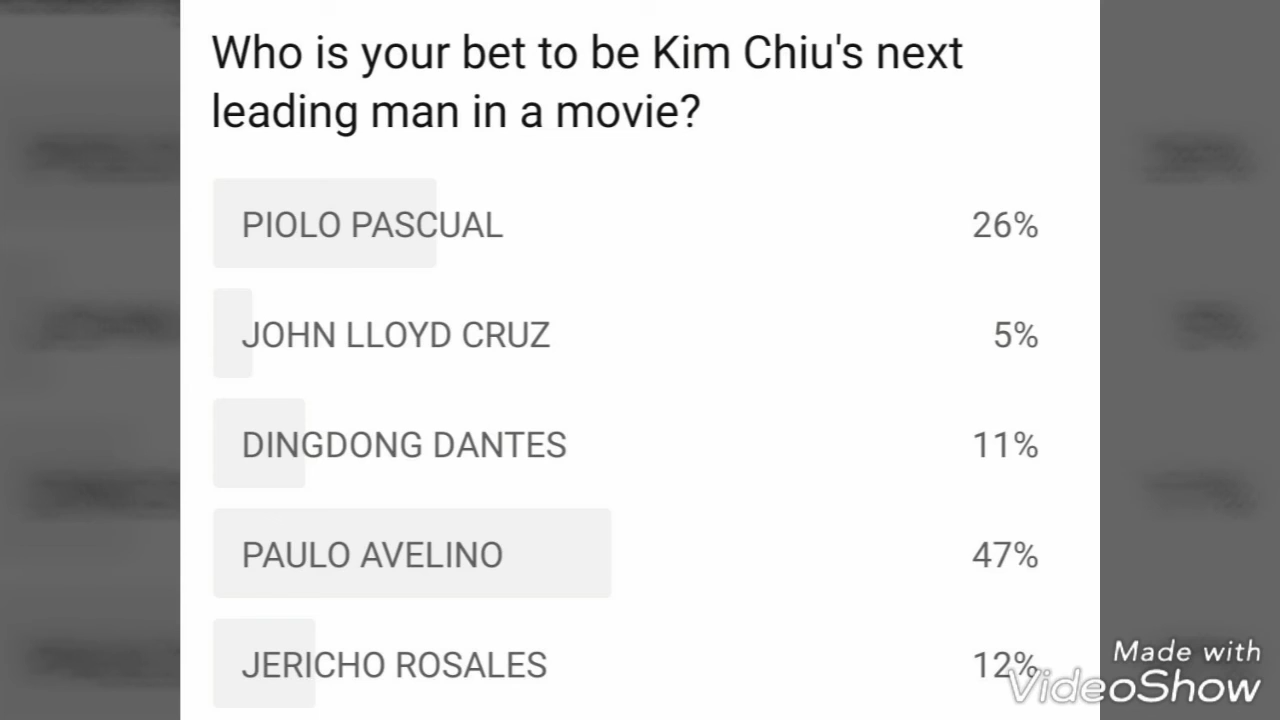 Who is your bet to be Kim Chiu's next
leading man in a movie?
PIOLO PASCUAL 26%
JOHN LLOYD CRUZ 5%
DINGDONG DANTES 11%
PAULO AVELINO 47%
JERICHO ROSALES 12%
Made with
VideoShow